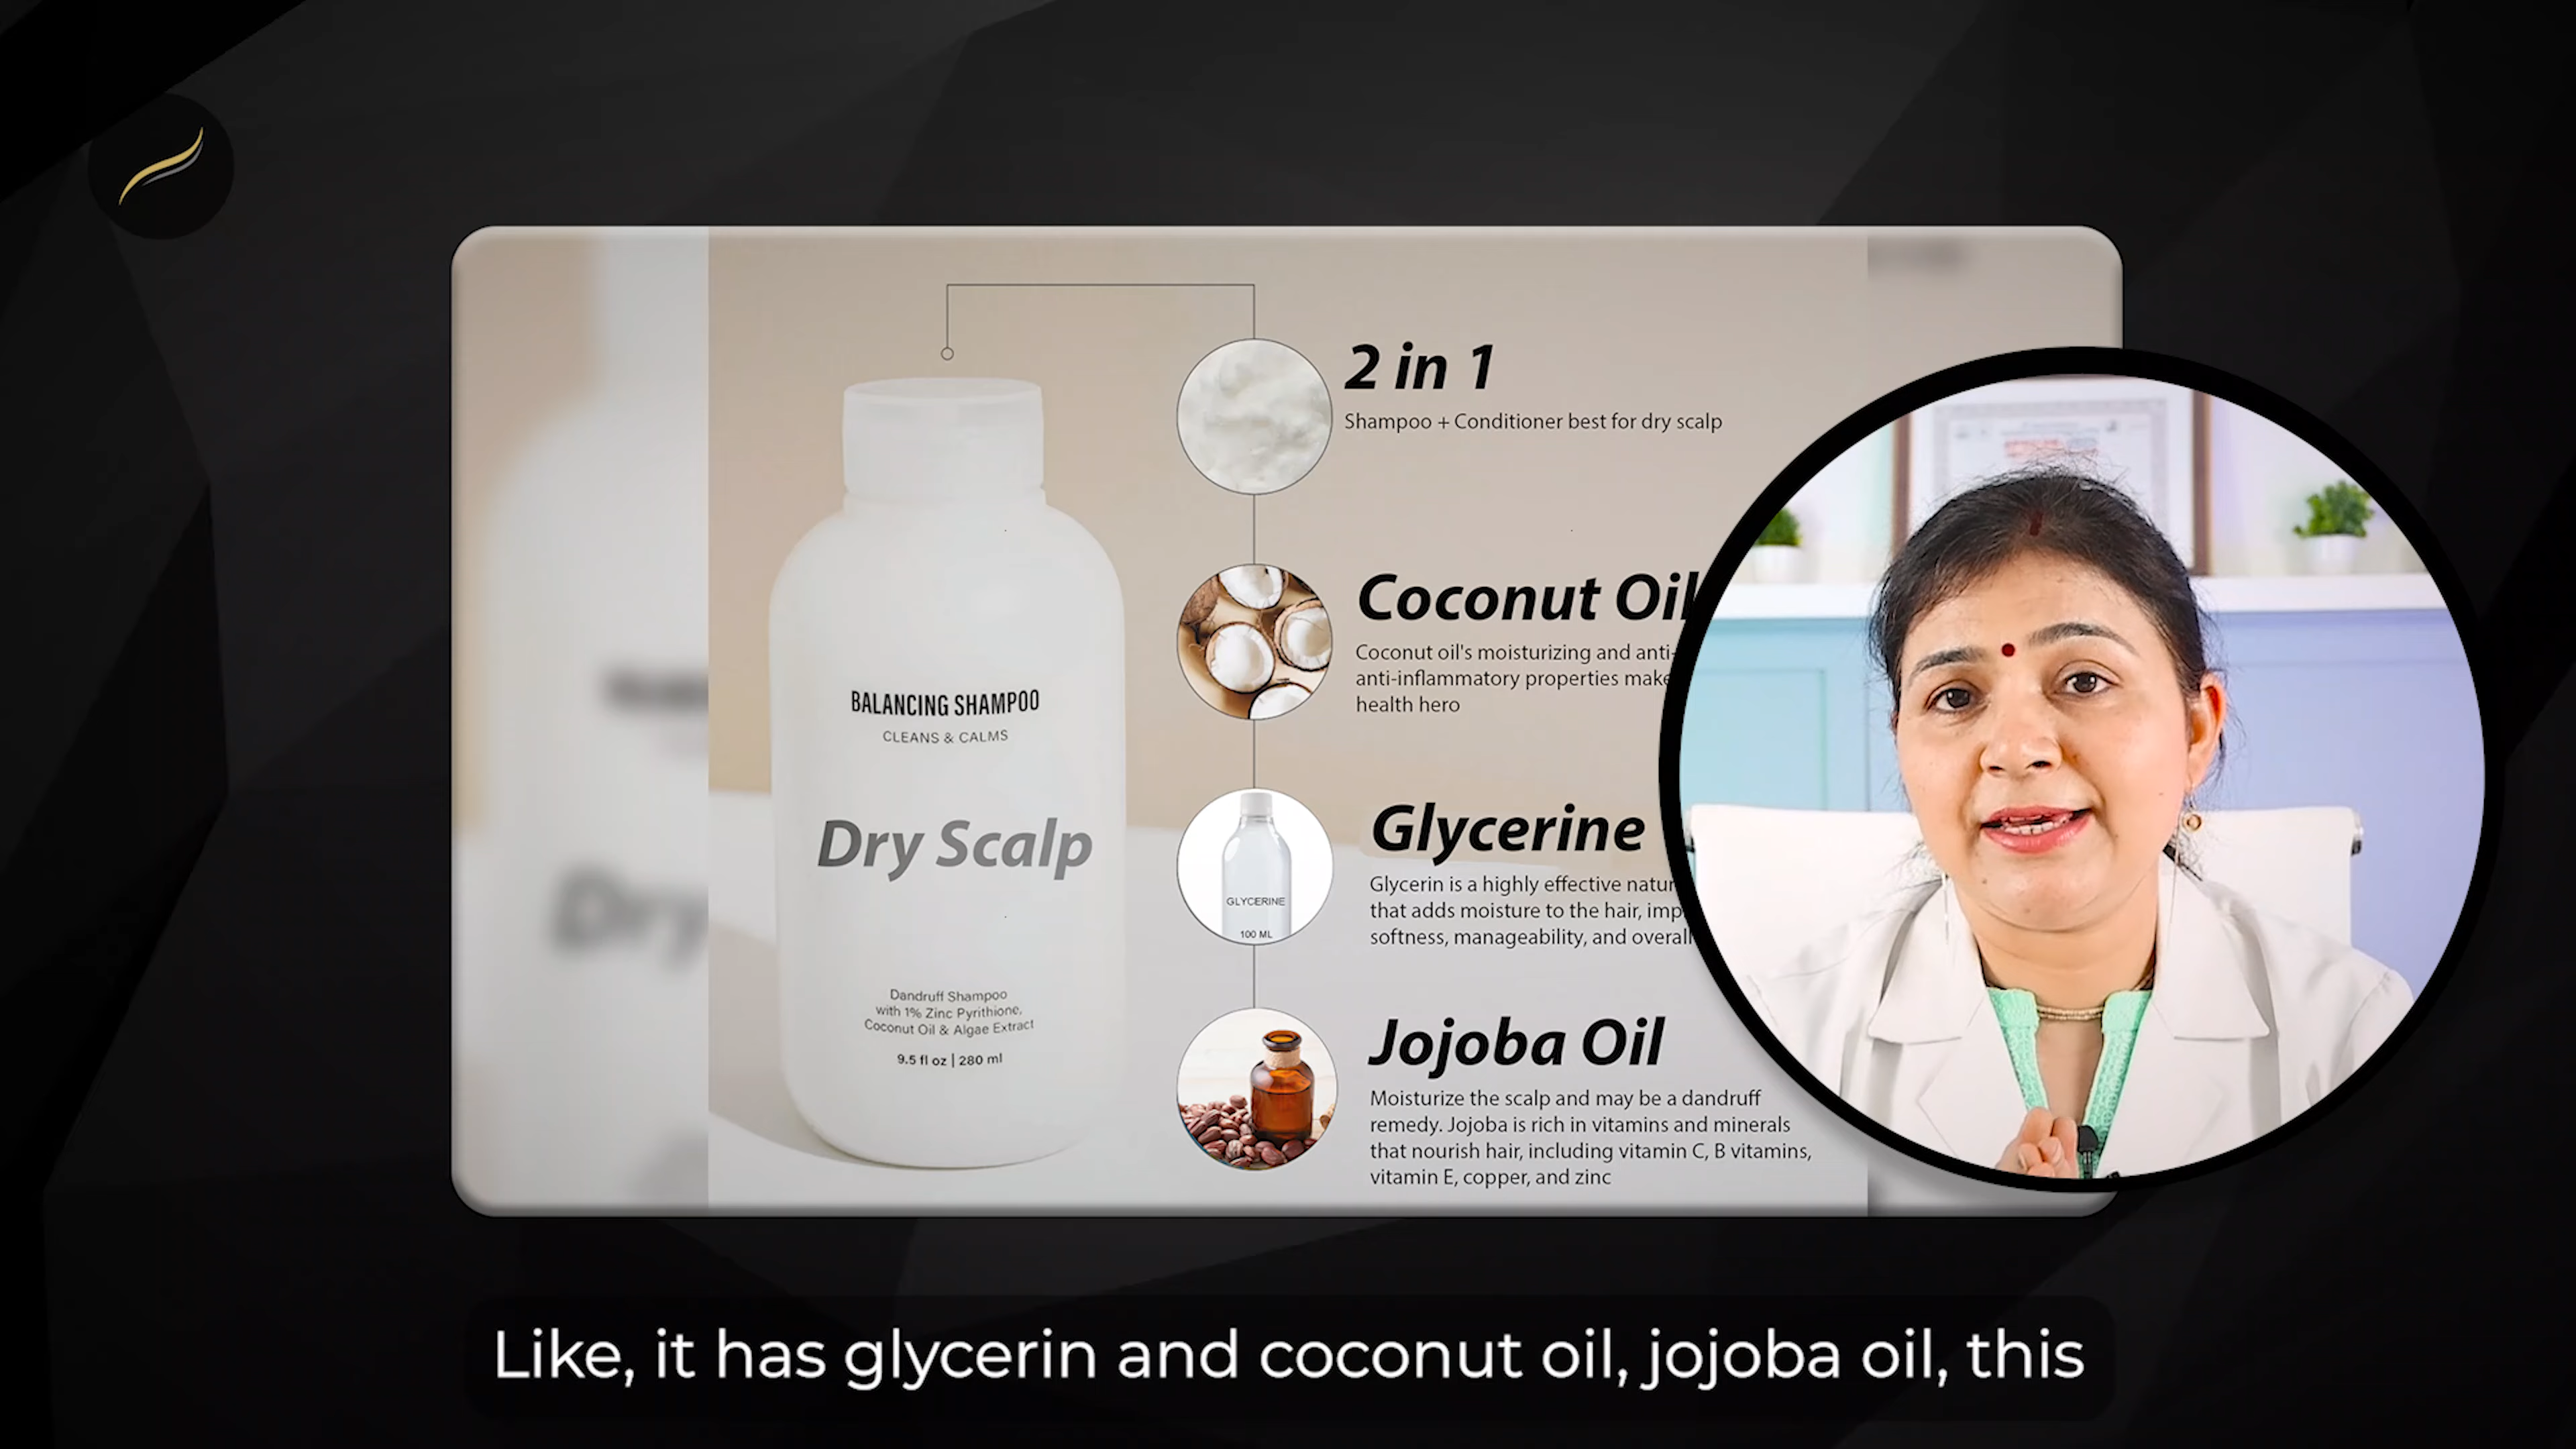 2 in 1
Shampoo + Conditioner best for dry scalp
Coconut Oil
Coconut oil's moisturizing and anti-
anti-inflammatory properties make
health hero
BALANCING SHAMPOO
CLEANS & CALMS
Dry Scalp
Dandruff Shampoo
with 1% Zinc Pyrithione,
Coconut Oil & Algae Extract
9.5 fl oz | 280 ml
GLYCERINE
100 ML
Glycerine
Glycerin is a highly effective
that adds moisture to the hair,
softness, manageability, and overall
Jojoba Oil
Moisturize the scalp and may be a dandruff
remedy. Jojoba is rich in vitamins and minerals
that nourish hair, including vitamin C, B vitamins,
vitamin E, copper, and zinc
Like, it has glycerin and coconut oil, jojoba oil, this